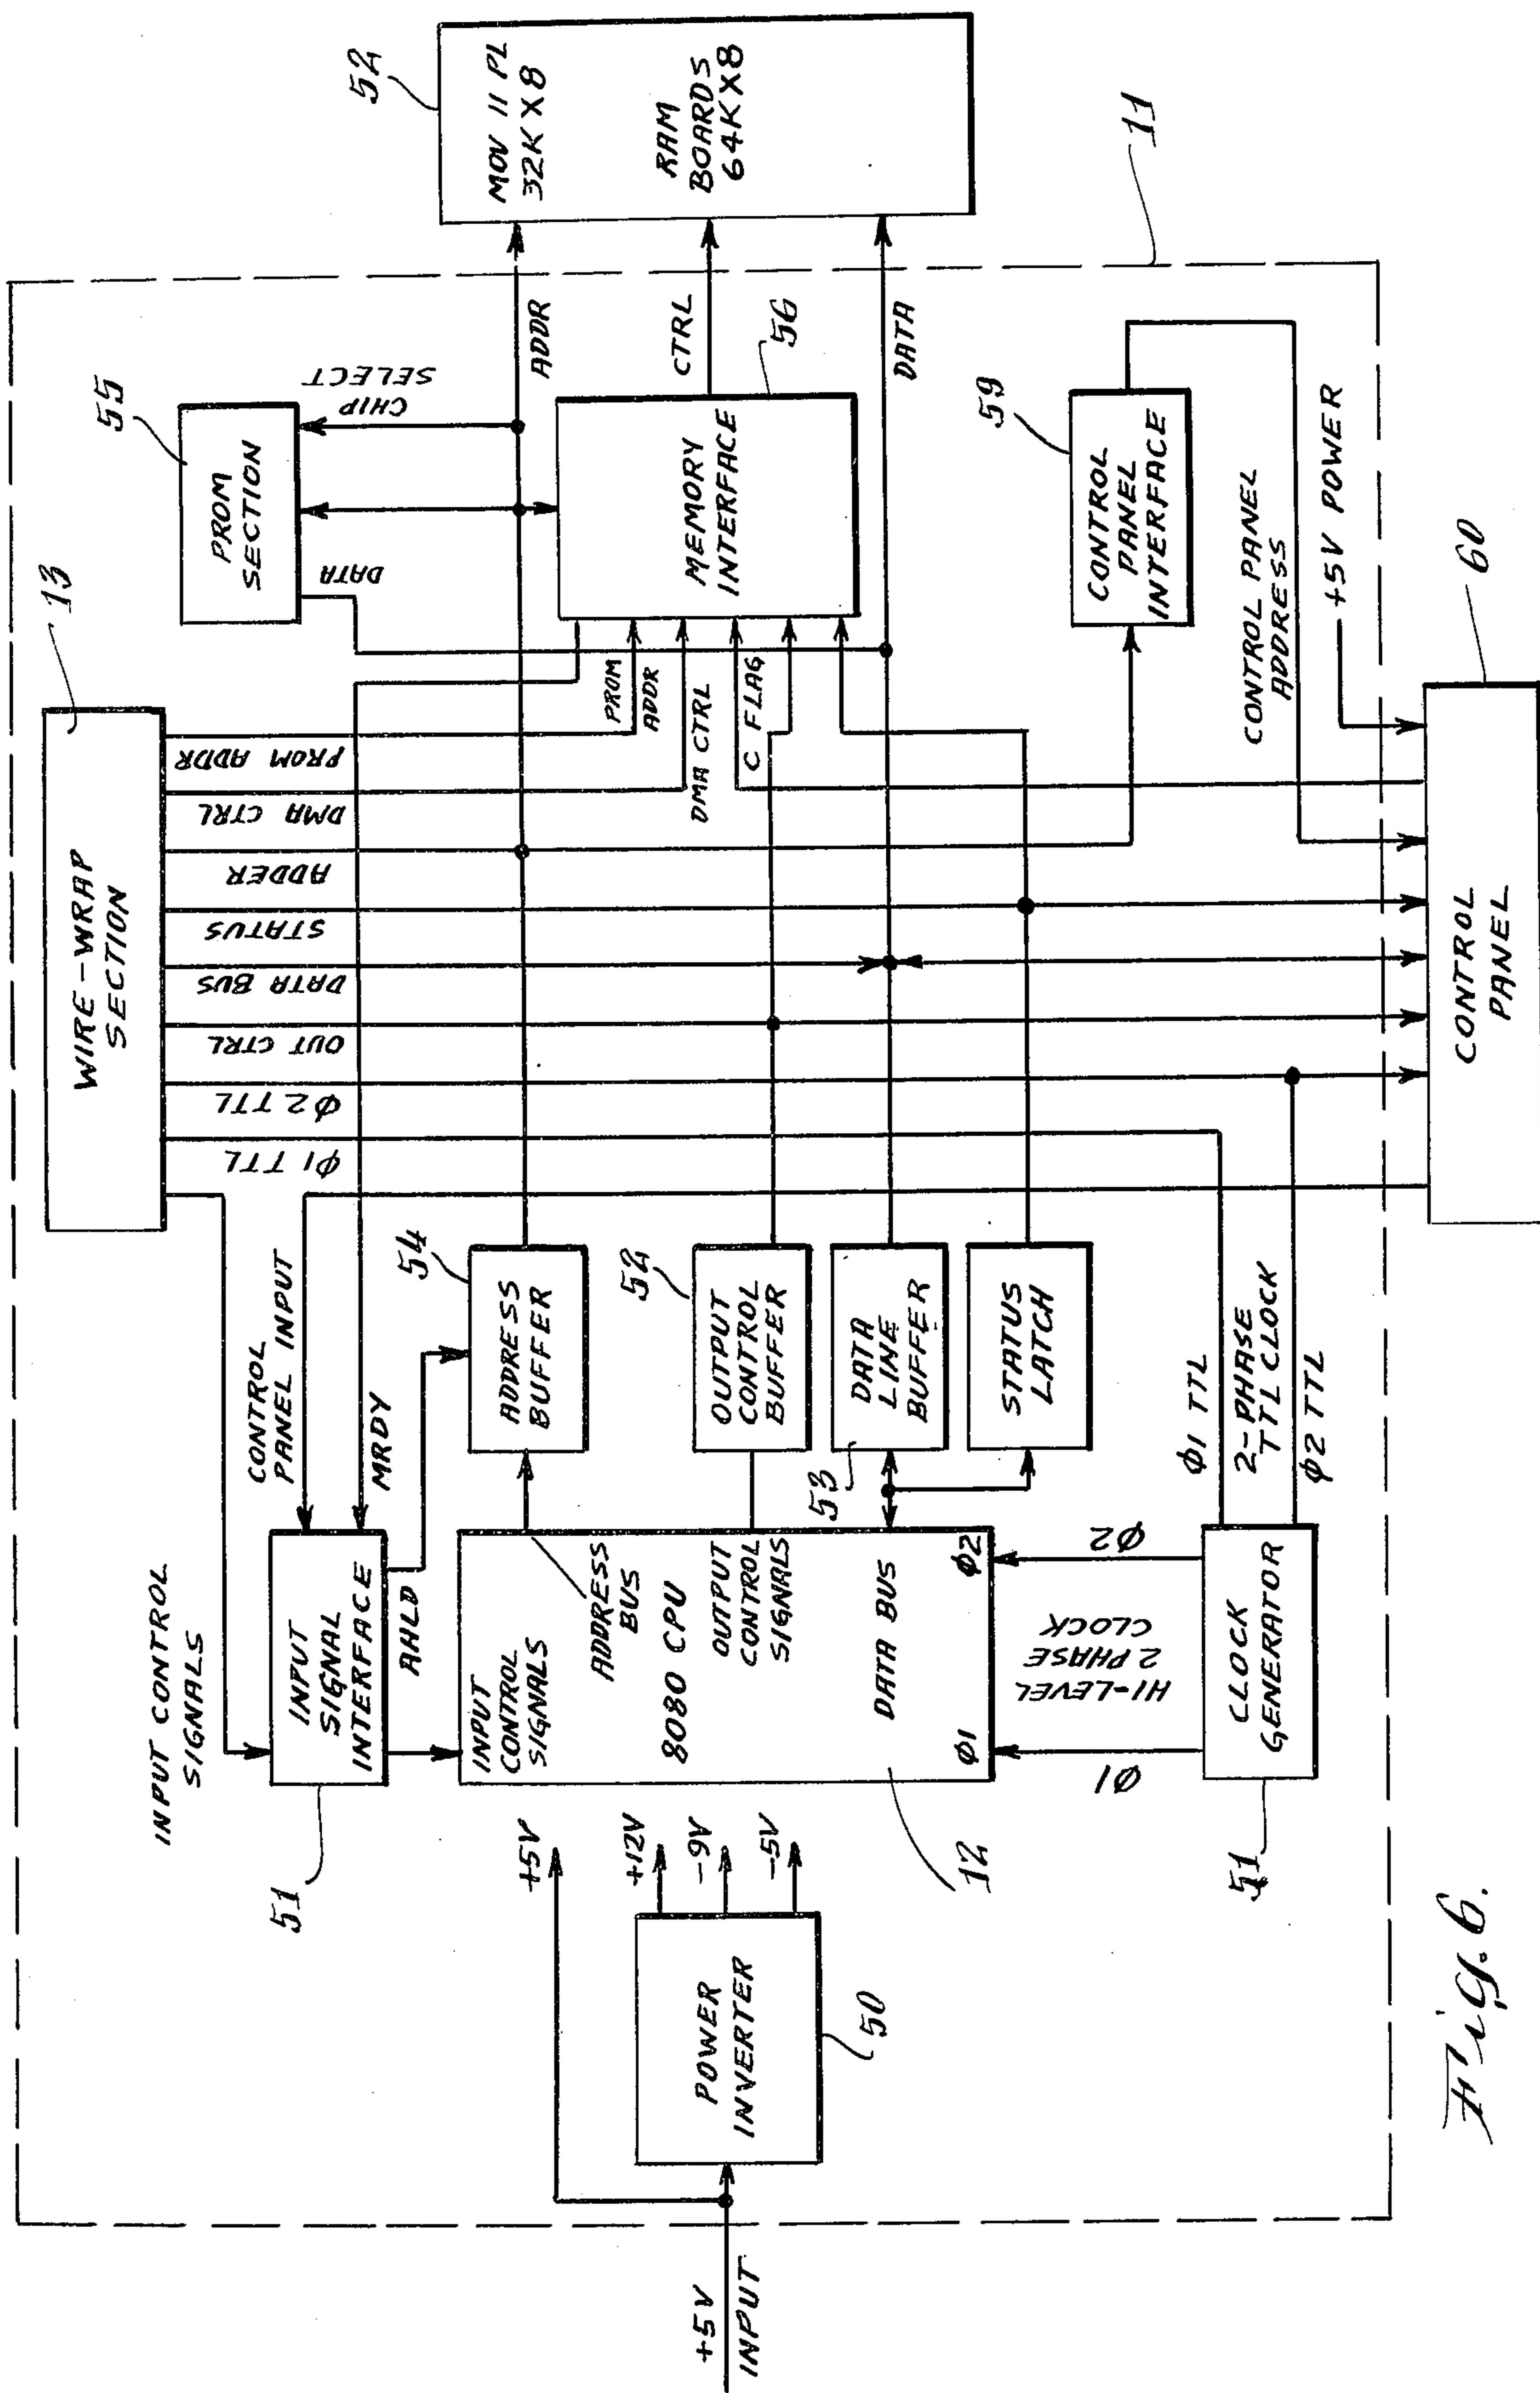 +5V
INPUT
POWER
INVERTER
50
+5V
+12V
-9V
-5V
INPUT CONTROL
SIGNALS
51
INPUT
SIGNAL
INTERFACE
CONTROL
PANEL INPUT
MRDY
AHLD
INPUT
CONTROL
SIGNALS
ADDRESS
BUS
8080 CPU
OUTPUT
CONTROL
SIGNALS
DATA BUS
Φ1
Φ2
12
HI-LEVEL
2 PHASE
CLOCK
Φ1
Φ2
CLOCK
GENERATOR
51
Φ1 TTL
2-PHASE
TTL CLOCK
Φ2 TTL
54
ADDRESS
BUFFER
52
OUTPUT
CONTROL
BUFFER
53
DATA
LINE
BUFFER
STATUS
LATCH
WIRE-WRAP
SECTION
13
Φ1 TTL
Φ2 TTL
OUT CTRL
DATA BUS
STATUS
ADDER
DMA CTRL
PROM ADDR
PROM
ADDR
DMA CTRL
C FLAG
55
PROM
SECTION
DATA
CHIP
SELECT
MEMORY
INTERFACE
56
ADDR
CTRL
DATA
52
MOV 11 PL
32K X 8
RAM
BOARDS
64K X 8
59
CONTROL
PANEL
INTERFACE
CONTROL PANEL
ADDRESS
+5V POWER
CONTROL
PANEL
60
11
Fig. 6.